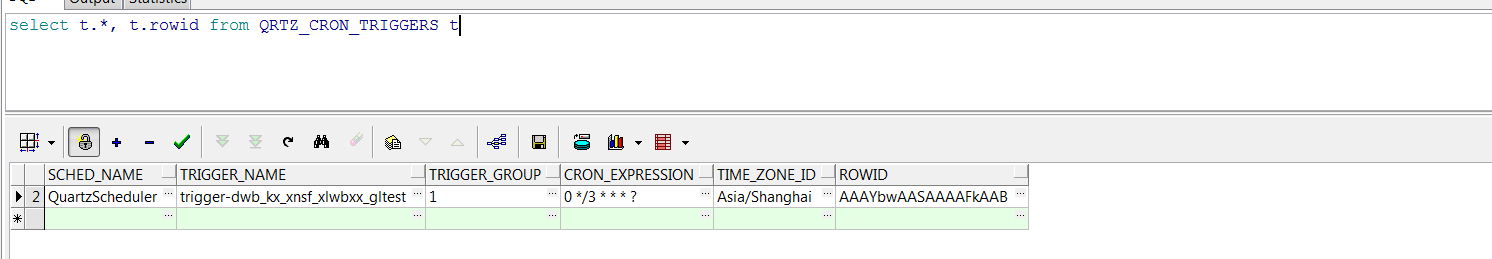 Output Statistics
select t.*, t.rowid from QRTZ_CRON_TRIGGERS t
SCHED_NAME TRIGGER_NAME TRIGGER_GROUP CRON_EXPRESSION TIME_ZONE_ID ROWID
2 QuartzScheduler trigger-dwb_kx_xnsf_xlwbxx_gltest 1 0 */3 * * * ? Asia/Shanghai AAAYbwAASAAAAFkAAB